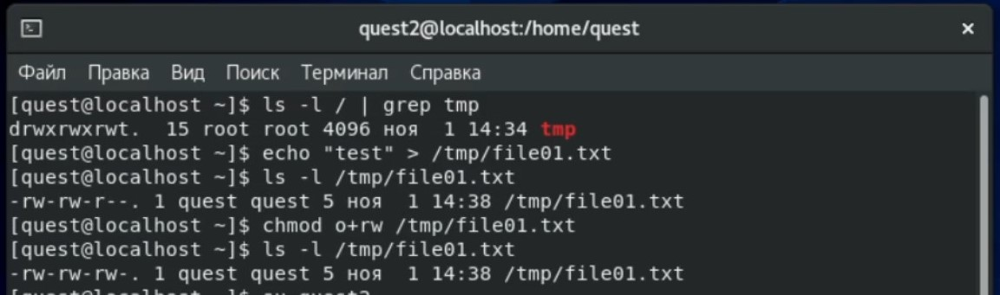 quest2@localhost:/home/quest
Файл Правка Вид Поиск Терминал Справка
[quest@localhost ~]$ ls -l / | grep tmp
drwxrwxrwt.  15 root root 4096 ноя  1 14:34 tmp
[quest@localhost ~]$ echo "test" > /tmp/file01.txt
[quest@localhost ~]$ ls -l /tmp/file01.txt
-rw-rw-r--. 1 quest quest 5 ноя  1 14:38 /tmp/file01.txt
[quest@localhost ~]$ chmod o+rw /tmp/file01.txt
[quest@localhost ~]$ ls -l /tmp/file01.txt
-rw-rw-rw-. 1 quest quest 5 ноя  1 14:38 /tmp/file01.txt
[quest@localhost ~]$ su quest2